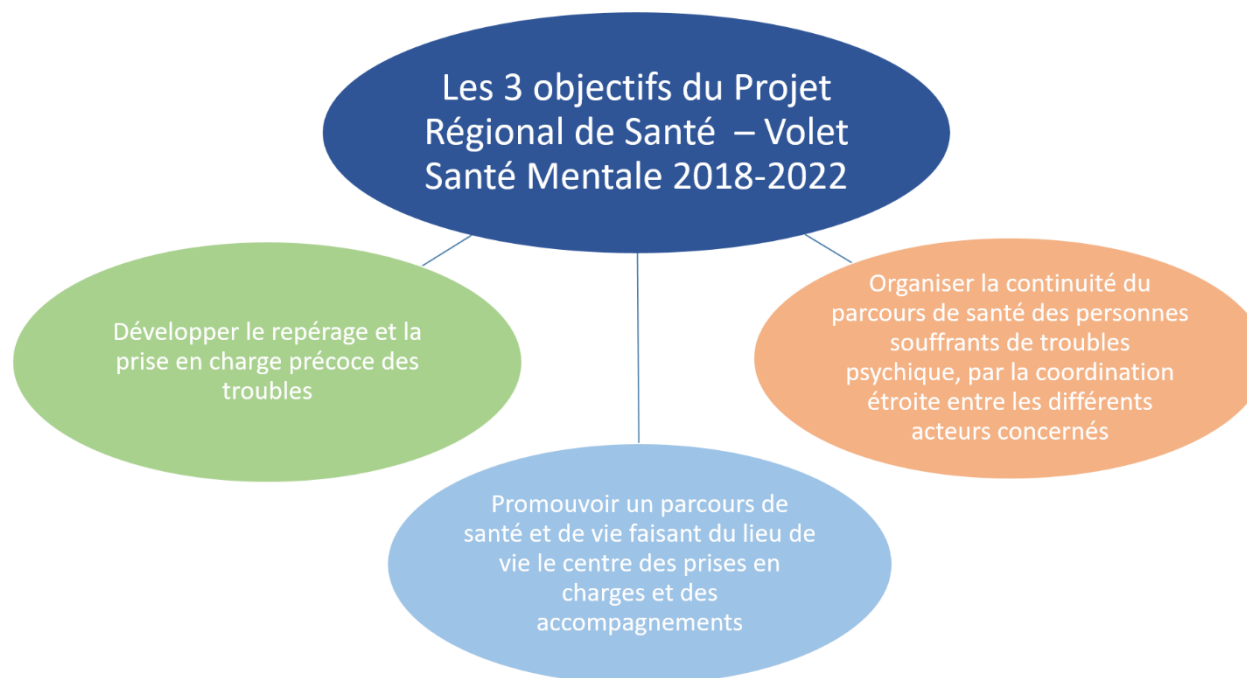 Les 3 objectifs du Projet
Régional de Santé – Volet
Santé Mentale 2018-2022
Développer le repérage et la
prise en charge précoce des
troubles
Promouvoir un parcours de
santé et de vie faisant du lieu de
vie le centre des prises en
charges et des
accompagnements
Organiser la continuité du
parcours de santé des personnes
souffrants de troubles
psychique, par la coordination
étroite entre les différents
acteurs concernés